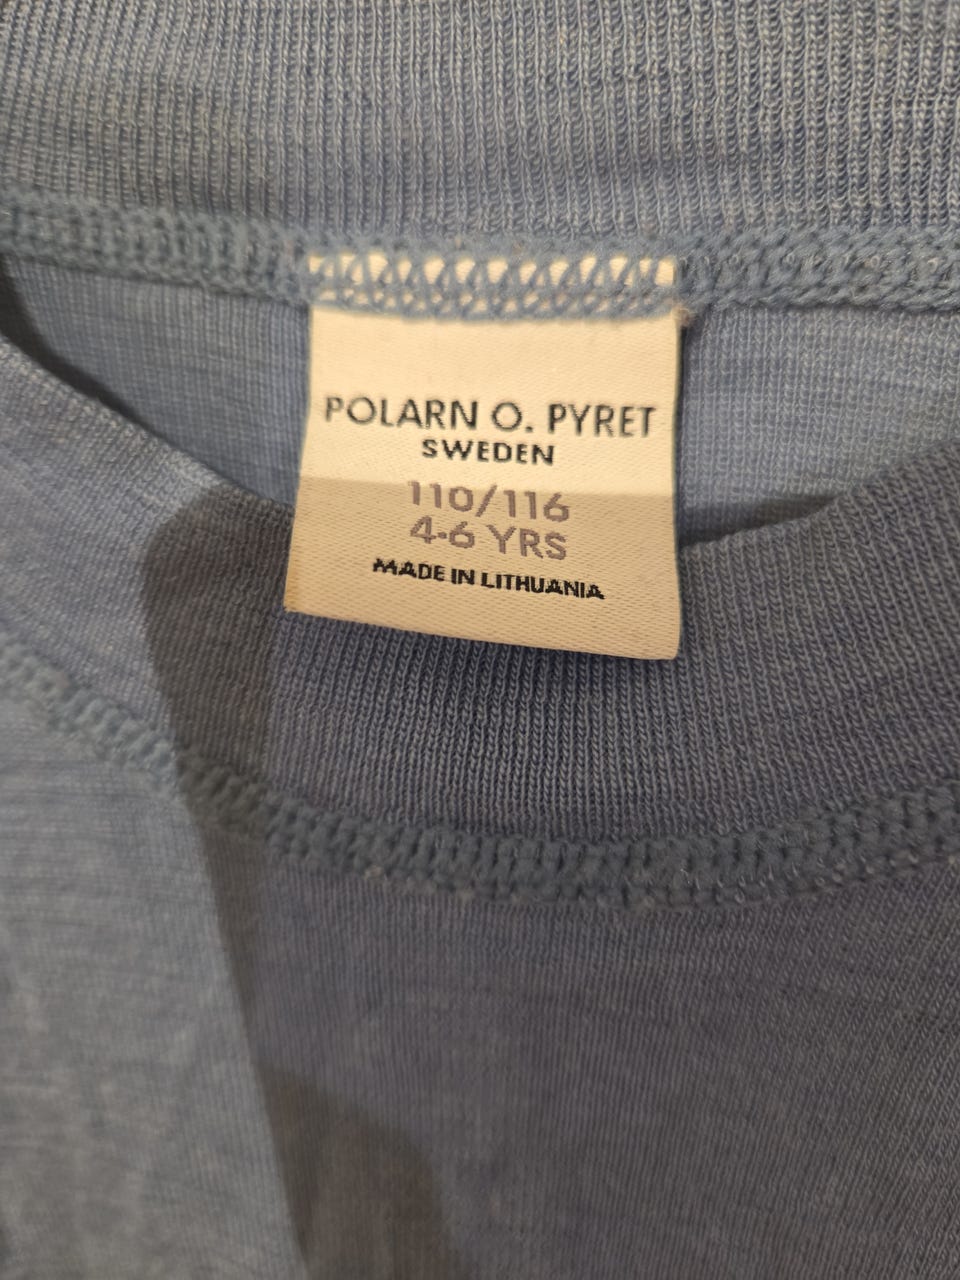 POLARN O. PYRET
SWEDEN
110/116
4-6 YRS
MADE IN LITHUANIA